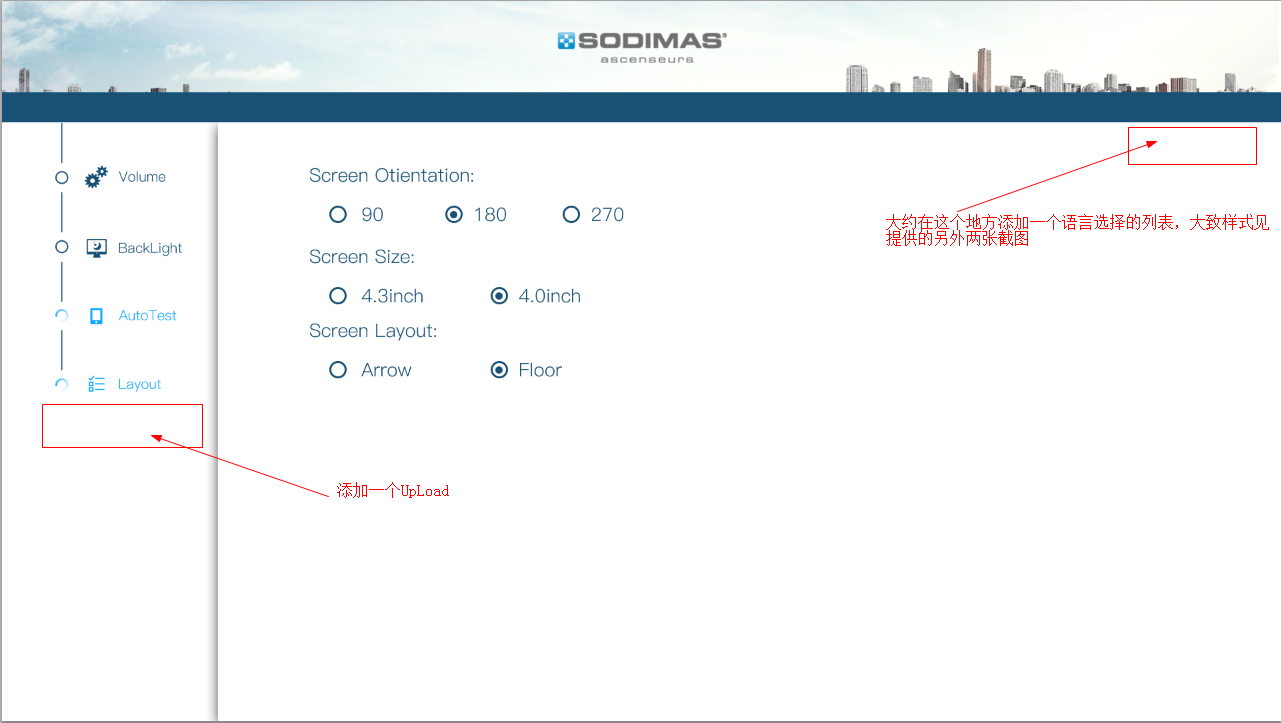 SODIMAS®
ascenseurs
Volume
BackLight
AutoTest
Layout
Screen Otientation:
90
180
270
Screen Size:
4.3inch
4.0inch
Screen Layout:
Arrow
Floor
大约在这个地方添加一个语言选择的列表，大致样式见
提供的另外两张截图
添加一个UpLoad